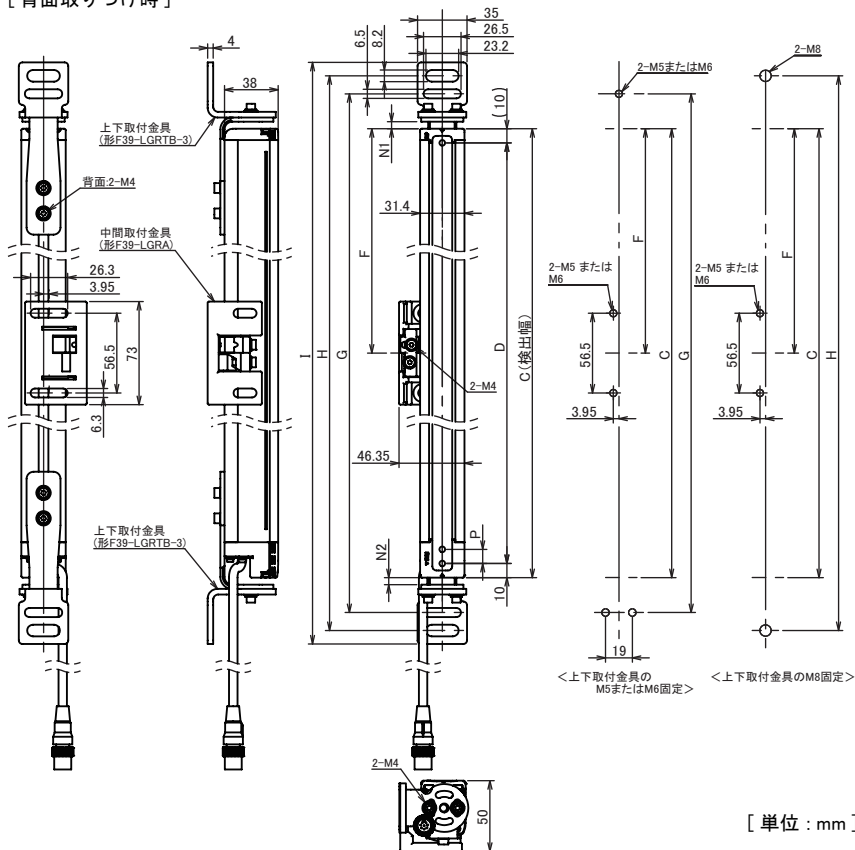 [ 背面取りつけ時 ]
4
38
上下取付金具
(形F39-LGRTB-3)
背面:2-M4
中間取付金具
(形F39-LGRA)
26.3
3.95
56.5
73
6.3
上下取付金具
(形F39-LGRTB-3)
35
26.5
23.2
6.5
8.2
(10)
N1
31.4
F
I
H
G
D
C(検出幅)
2-M4
46.35
P
N2
10
2-M5またはM6
F
2-M5 または
M6
56.5
C
G
3.95
19
<上下取付金具の
M5またはM6固定>
2-M8
F
2-M5 または
M6
56.5
C
H
3.95
<上下取付金具のM8固定>
2-M4
50
[ 単位 : mm ]